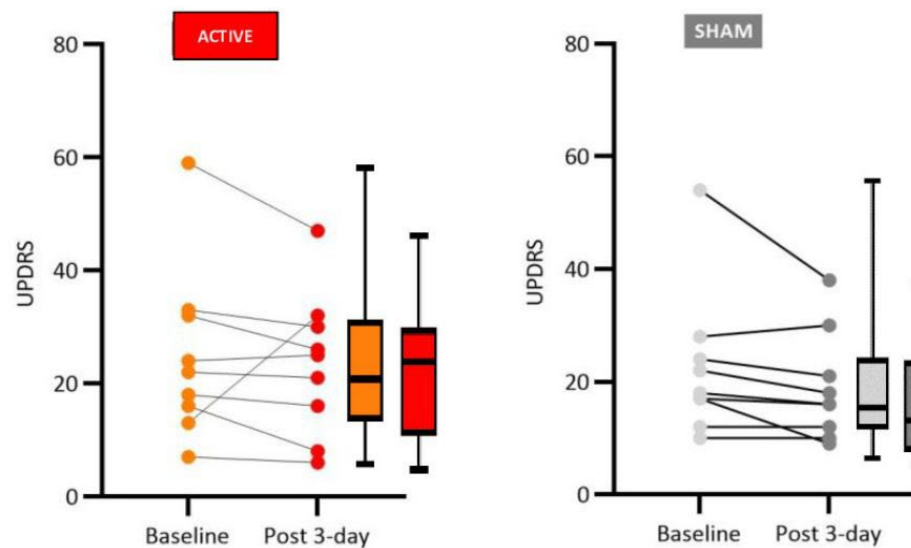 ACTIVE
80
60
40
20
0
UPDRS
Baseline Post 3-day
SHAM
80
60
40
20
0
UPDRS
Baseline Post 3-day